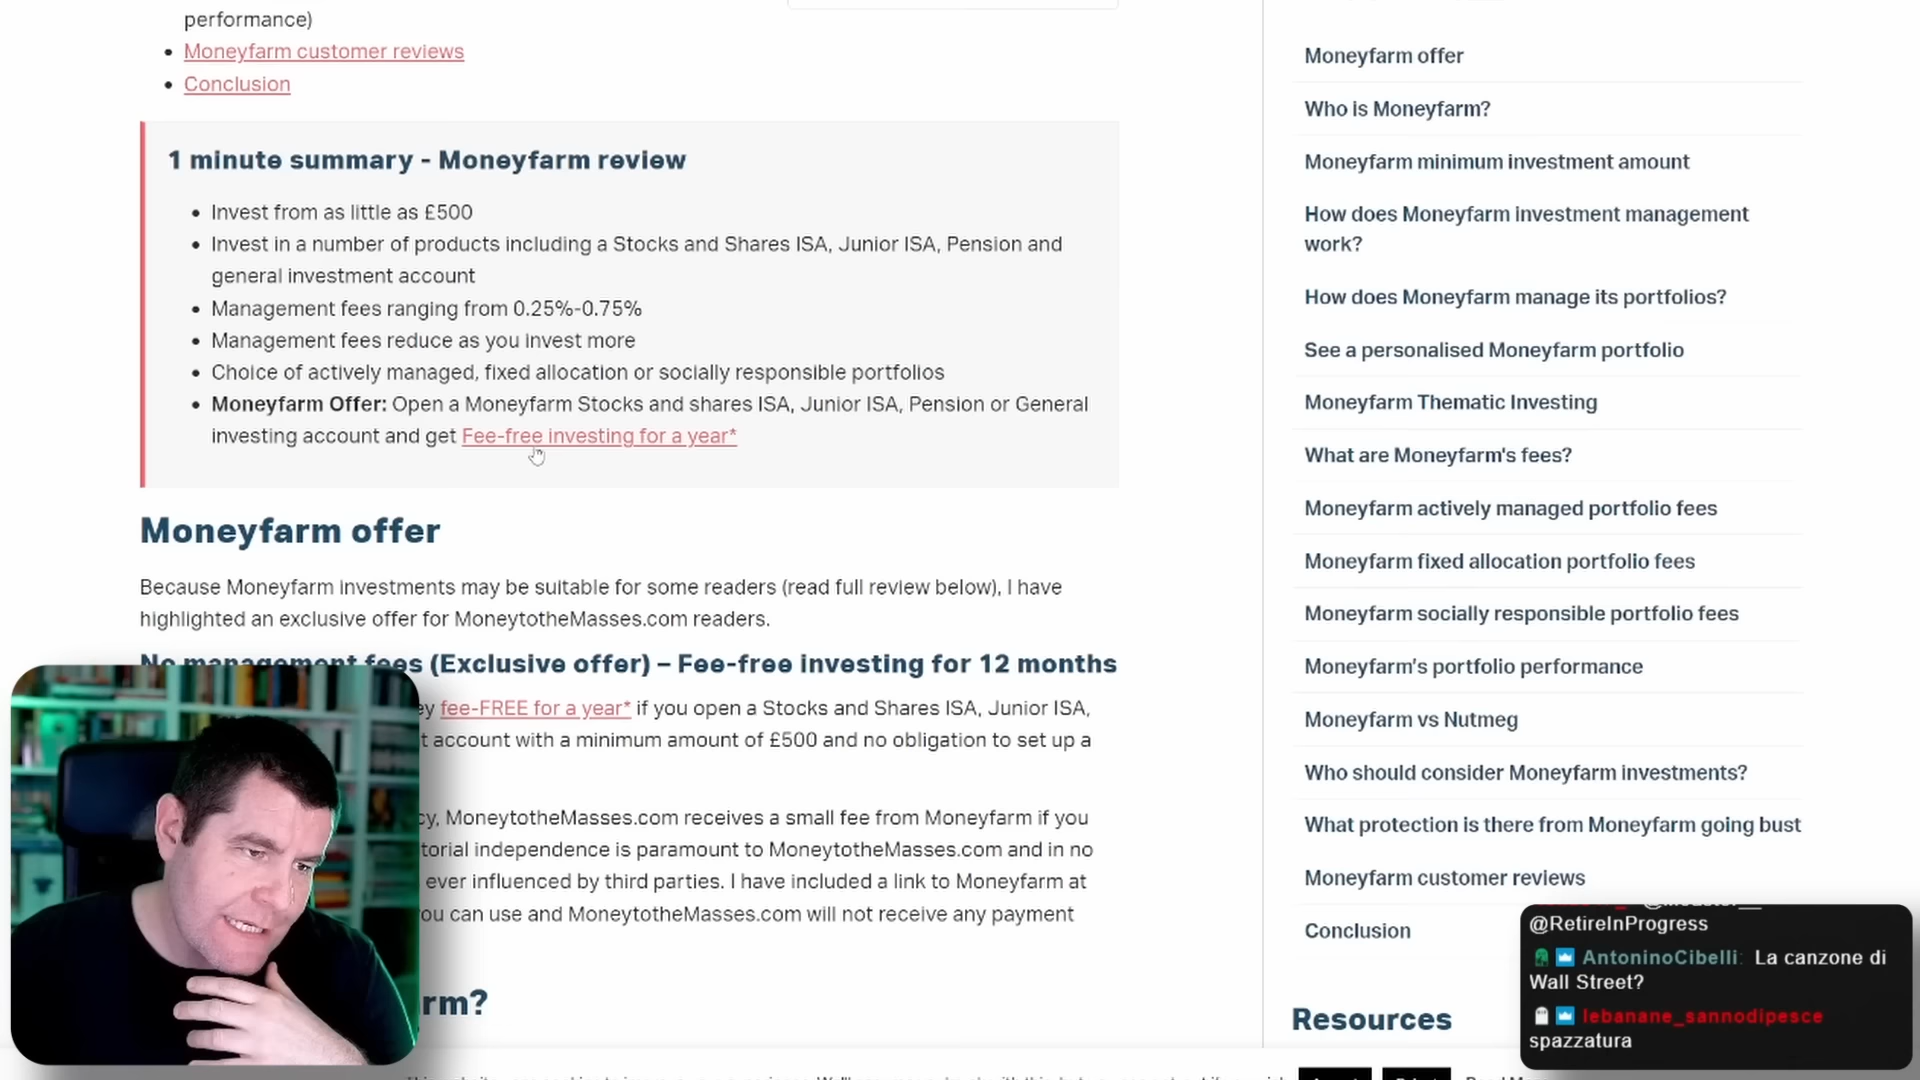 performance)
Moneyfarm customer reviews
Conclusion
1 minute summary - Moneyfarm review
Invest from as little as £500
Invest in a number of products including a Stocks and Shares ISA, Junior ISA, Pension and
general investment account
Management fees ranging from 0.25%-0.75%
Management fees reduce as you invest more
Choice of actively managed, fixed allocation or socially responsible portfolios
Moneyfarm Offer: Open a Moneyfarm Stocks and shares ISA, Junior ISA, Pension or General
investing account and get Fee-free investing for a year*
Moneyfarm offer
Because Moneyfarm investments may be suitable for some readers (read full review below), I have
highlighted an exclusive offer for MoneytotheMasses.com readers.
No management fees (Exclusive offer) – Fee-free investing for 12 months
fee-FREE for a year* if you open a Stocks and Shares ISA, Junior ISA,
account with a minimum amount of £500 and no obligation to set up a
MoneytotheMasses.com receives a small fee from Moneyfarm if you
independence is paramount to MoneytotheMasses.com and in no
ever influenced by third parties. I have included a link to Moneyfarm at
can use and MoneytotheMasses.com will not receive any payment
rm?
Moneyfarm offer
Who is Moneyfarm?
Moneyfarm minimum investment amount
How does Moneyfarm investment management
work?
How does Moneyfarm manage its portfolios?
See a personalised Moneyfarm portfolio
Moneyfarm Thematic Investing
What are Moneyfarm's fees?
Moneyfarm actively managed portfolio fees
Moneyfarm fixed allocation portfolio fees
Moneyfarm socially responsible portfolio fees
Moneyfarm's portfolio performance
Moneyfarm vs Nutmeg
Who should consider Moneyfarm investments?
What protection is there from Moneyfarm going bust
Moneyfarm customer reviews
Conclusion
Resources
@RetireInProgress
AntoninoCibelli: La canzone di
Wall Street?
lebanane_sannodipesce
spazzatura